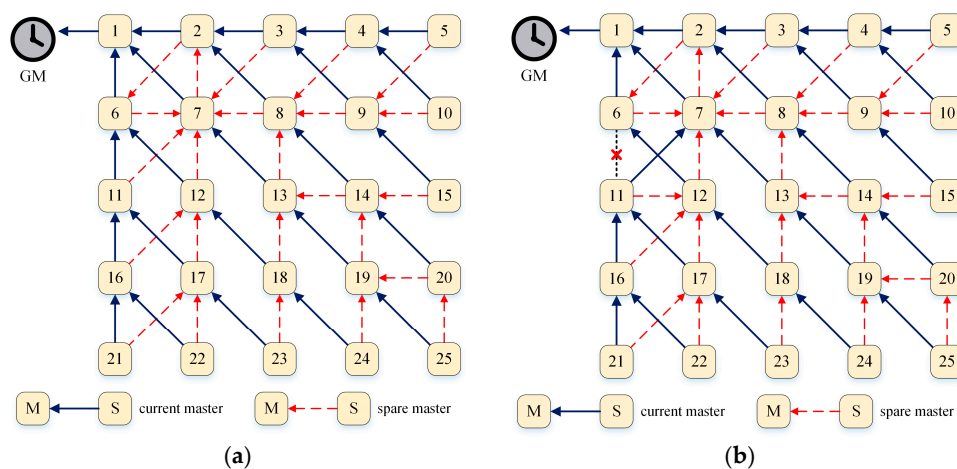 1 2 3 4 5
GM
6 7 8 9 10
11 12 13 14 15
16 17 18 19 20
21 22 23 24 25
M S current master M S spare master
(a)
1 2 3 4 5
GM
6 7 8 9 10
11 12 13 14 15
16 17 18 19 20
21 22 23 24 25
M S current master M S spare master
(b)